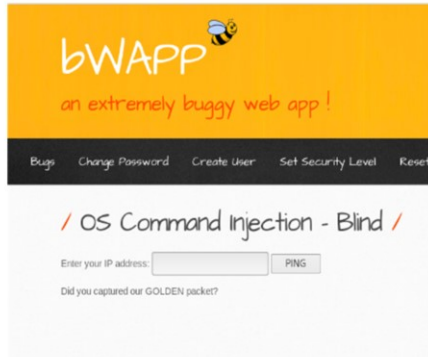 bWAPP
an extremely buggy web app !
Bugs Change Password Create User Set Security Level Reset
/ OS Command Injection - Blind /
Enter your IP address: PING
Did you captured our GOLDEN packet?